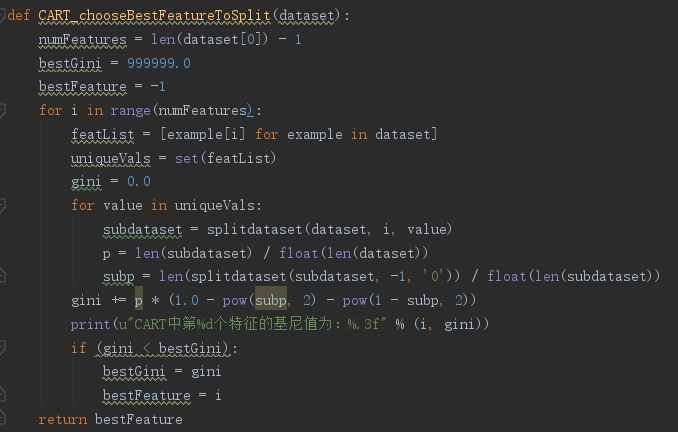 def CART_chooseBestFeatureToSplit(dataset):
    numFeatures = len(dataset[0]) - 1
    bestGini = 999999.0
    bestFeature = -1
    for i in range(numFeatures):
        featList = [example[i] for example in dataset]
        uniqueVals = set(featList)
        gini = 0.0
        for value in uniqueVals:
            subdataset = splitdataset(dataset, i, value)
            p = len(subdataset) / float(len(dataset))
            subp = len(splitdataset(subdataset, -1, '0')) / float(len(subdataset))
        gini += p * (1.0 - pow(subp, 2) - pow(1 - subp, 2))
        print(u"CART中第%d个特征的基尼值为：%.3f" % (i, gini))
        if (gini < bestGini):
            bestGini = gini
            bestFeature = i
    return bestFeature